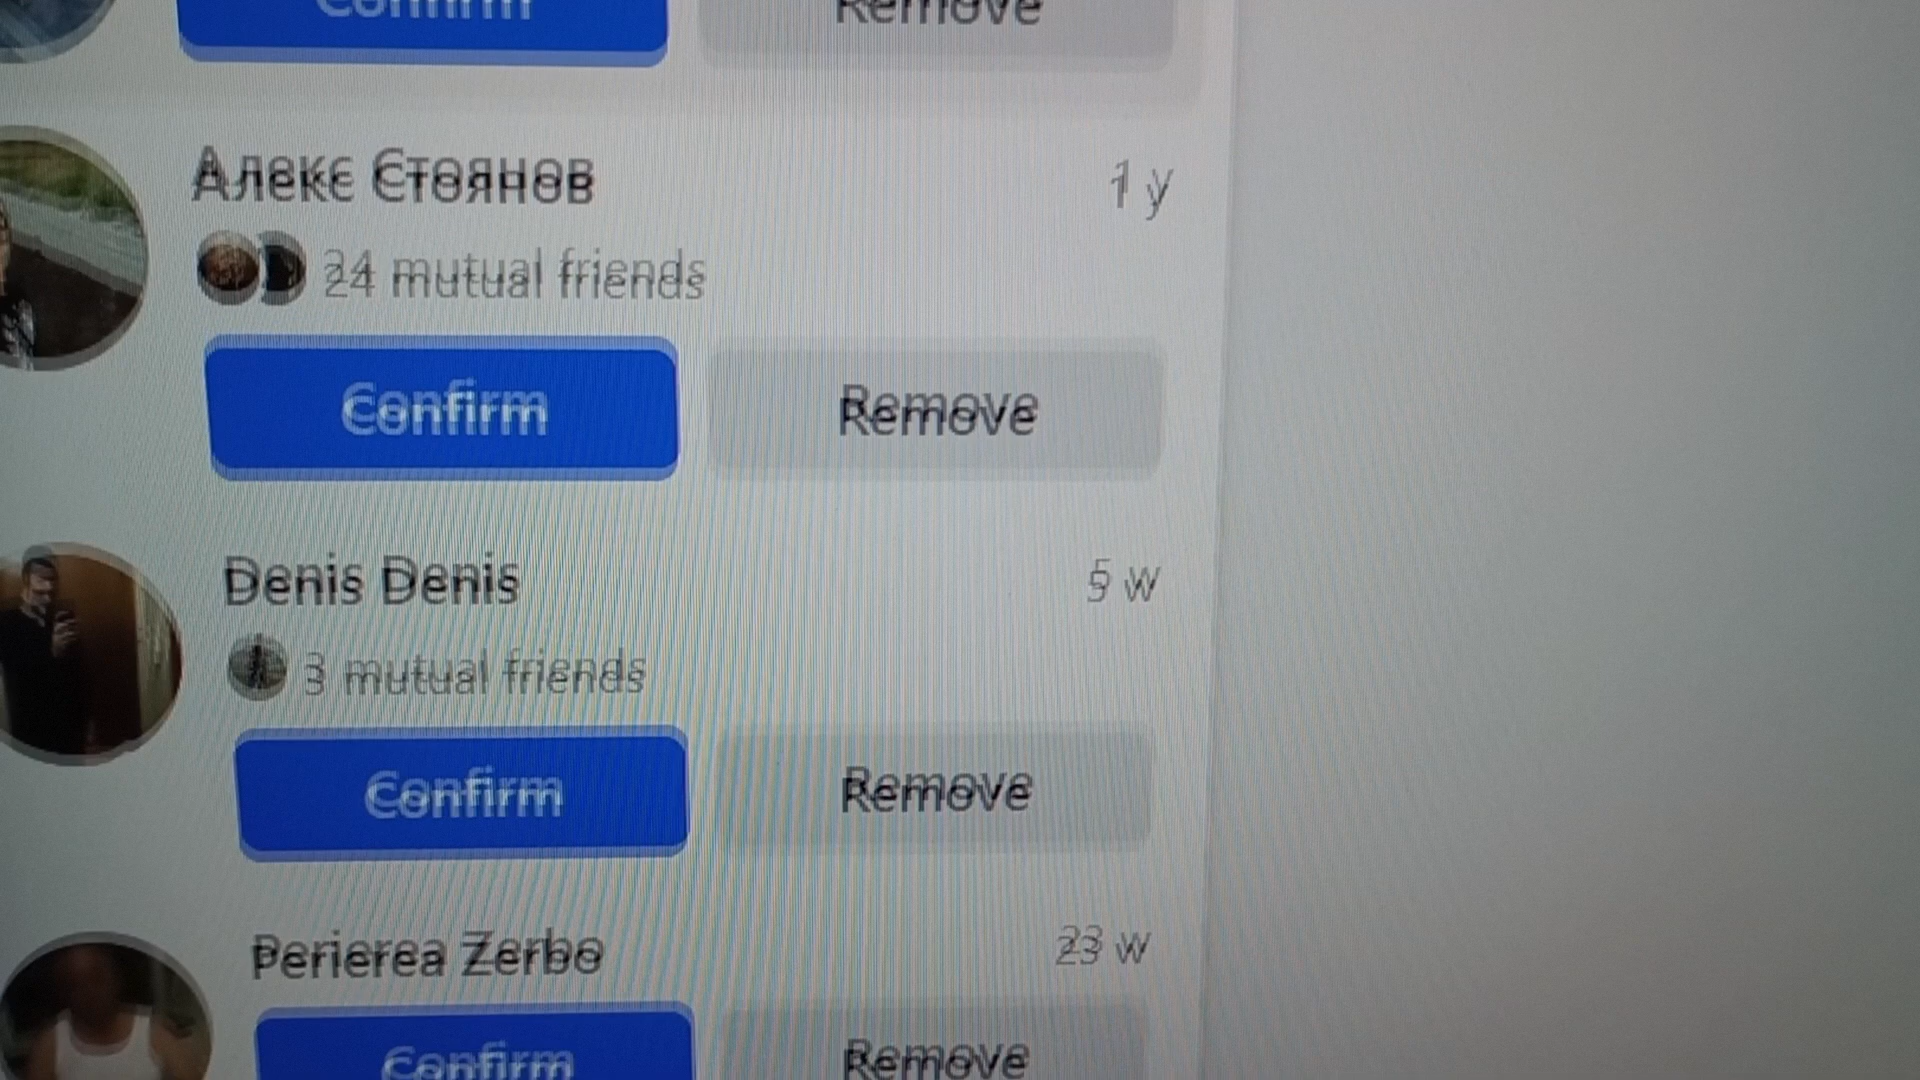 Confirm Remove
Алекс Стоянов 1 y
24 mutual friends
Confirm Remove
Denis Denis 5 w
3 mutual friends
Confirm Remove
Perierea Zerbo 23 w
Confirm Remove